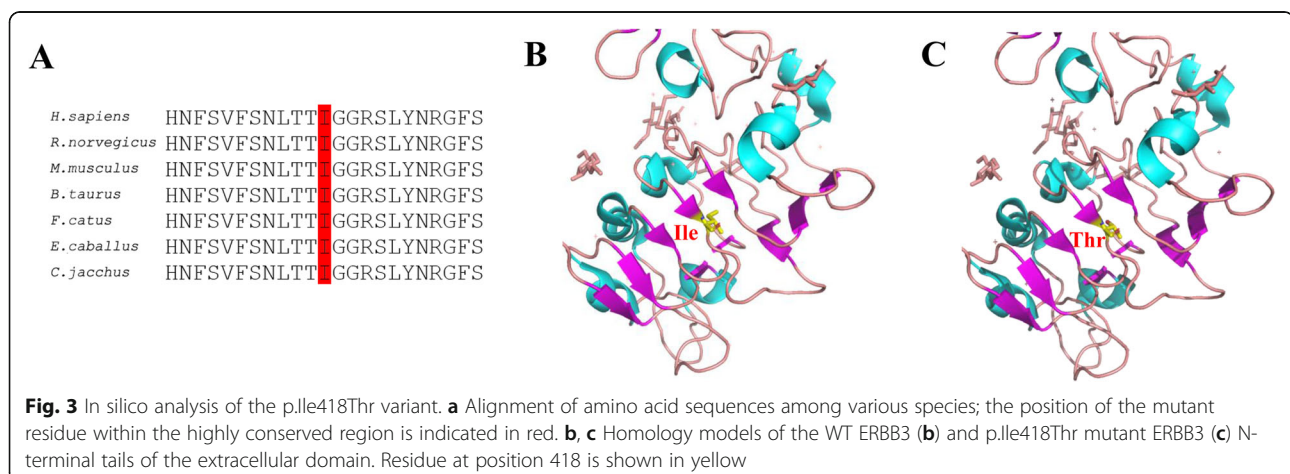 A
B
C
H.sapiens HNFSVFSNLTTIGGRSLYNRGFS
R.norvegicus HNFSVFSNLTTIGGRSLYNRGFS
M.musculus HNFSVFSNLTTIGGRSLYNRGFS
B.taurus HNFSVFSNLTTIGGRSLYNRGFS
F.catus HNFSVFSNLTTIGGRSLYNRGFS
E.caballus HNFSVFSNLTTIGGRSLYNRGFS
C.jacchus HNFSVFSNLTTIGGRSLYNRGFS
Ile
Thr
Fig. 3 In silico analysis of the p.Ile418Thr variant. a Alignment of amino acid sequences among various species; the position of the mutant
residue within the highly conserved region is indicated in red. b, c Homology models of the WT ERBB3 (b) and p.Ile418Thr mutant ERBB3 (c) N-
terminal tails of the extracellular domain. Residue at position 418 is shown in yellow